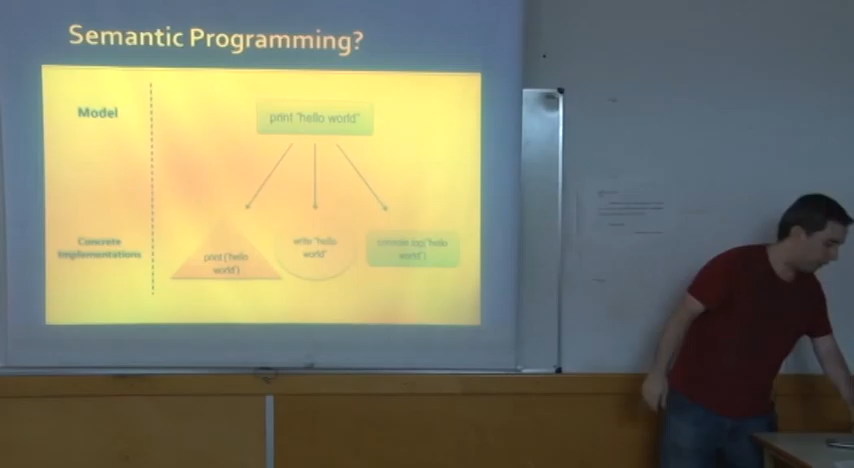 Semantic Programming?
Model
print "hello world"
Concrete
Implementations
print ('hello
world')
write "hello
world"
console.log('hello
world')